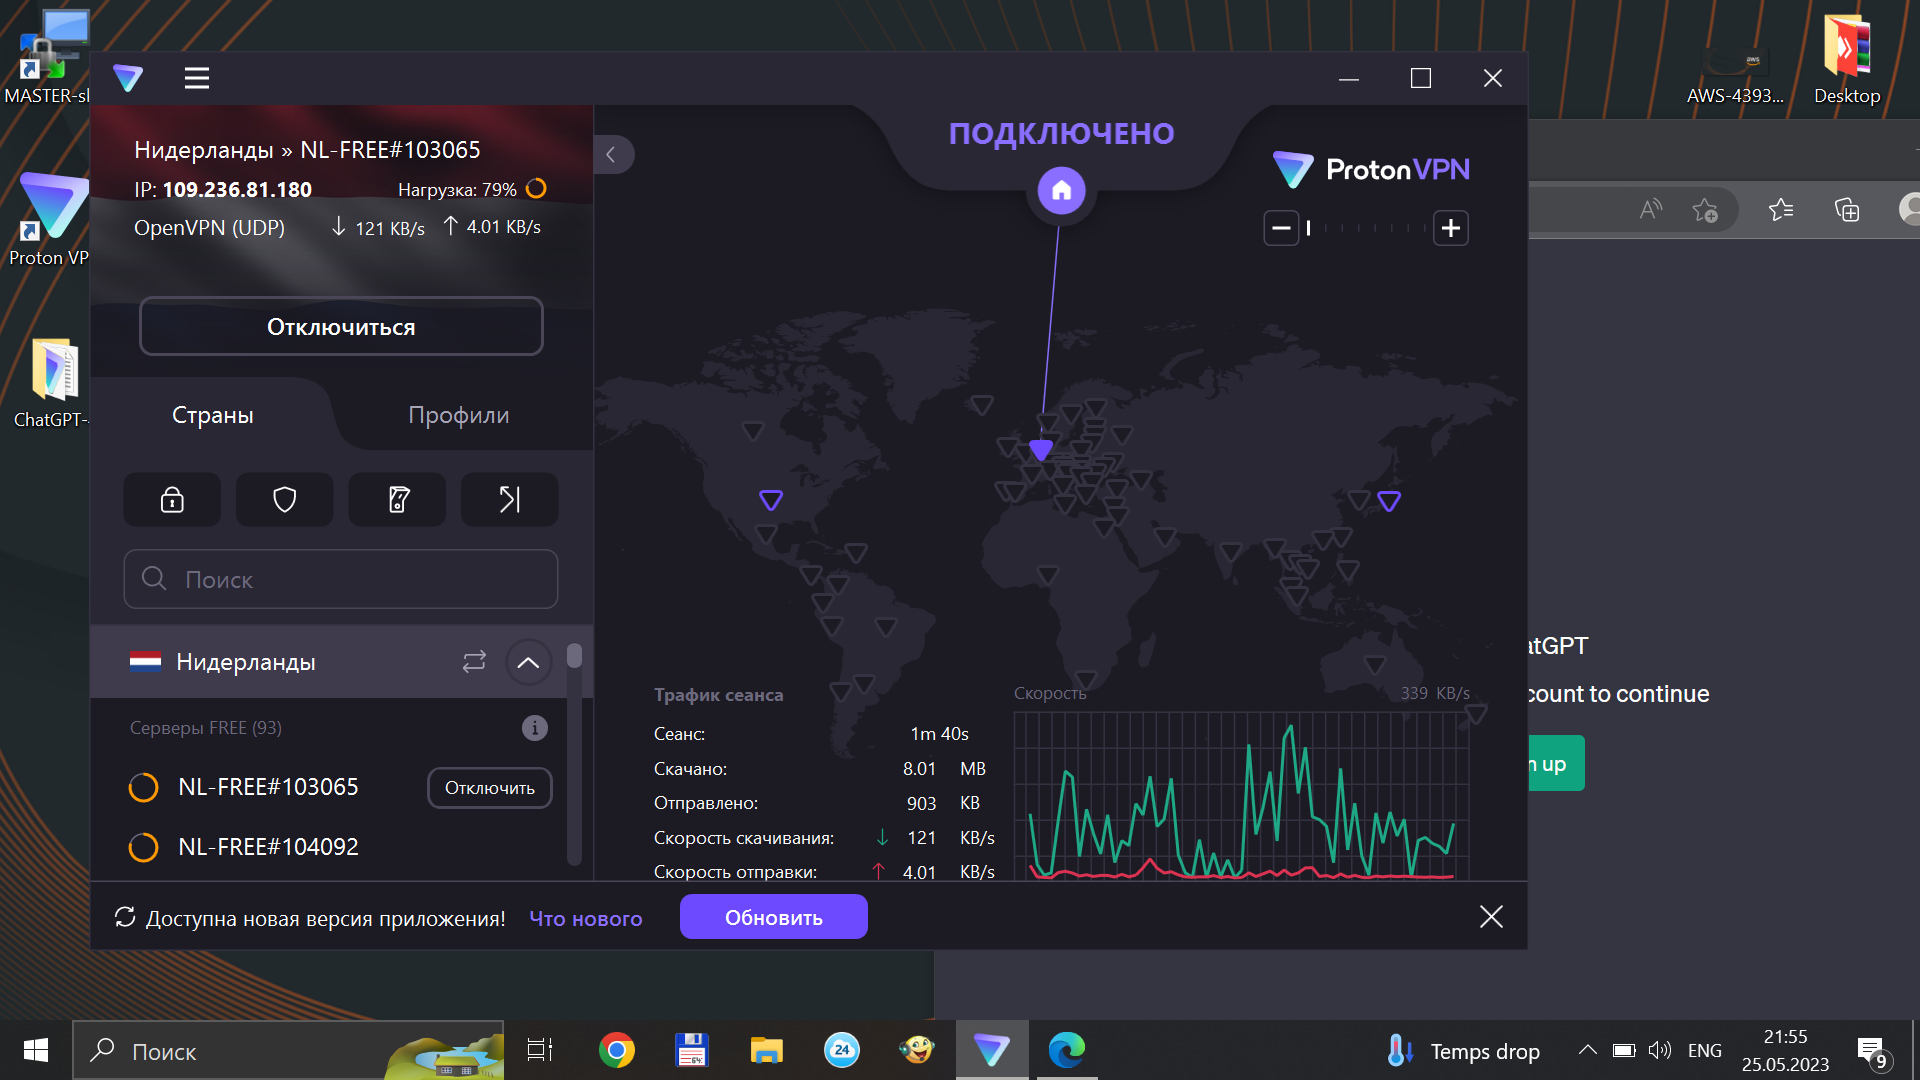 MASTER-sl
Proton VP
ChatGPT-
AWS-4393...
aws
Desktop
Нидерланды » NL-FREE#103065
IP: 109.236.81.180
Нагрузка: 79%
OpenVPN (UDP)
121 KB/s
4.01 KB/s
Отключиться
Страны
Профили
Поиск
Нидерланды
Серверы FREE (93)
NL-FREE#103065
Отключить
NL-FREE#104092
ПОДКЛЮЧЕНО
ProtonVPN
Трафик сеанса
Сеанс: 1m 40s
Скачано: 8.01 MB
Отправлено: 903 KB
Скорость скачивания: 121 KB/s
Скорость отправки: 4.01 KB/s
Скорость
339 KB/s
Доступна новая версия приложения!
Что нового
Обновить
atGPT
count to continue
n up
Поиск
64
24
Temps drop
ENG
21:55
25.05.2023
9